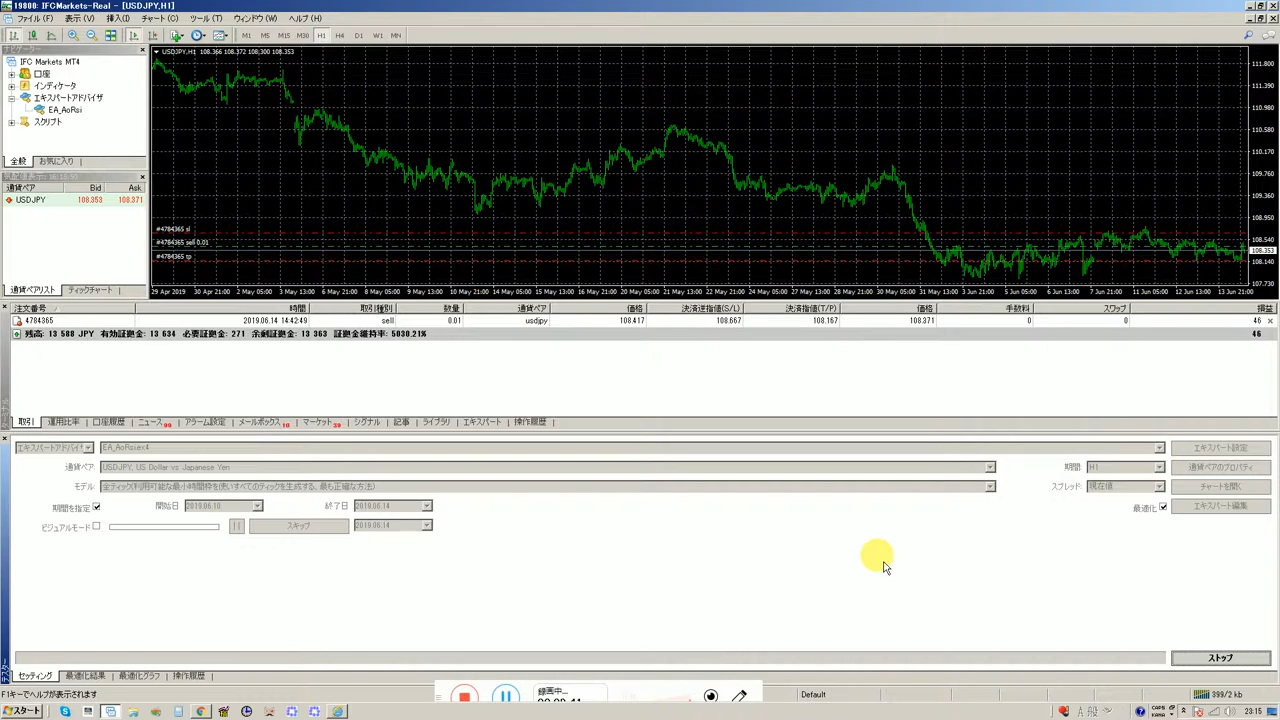 19800: IFCMarkets-Real - [USDJPY,H1]
ファイル(F) 表示(V) 挿入(I) チャート(C) ツール(T) ウィンドウ(W) ヘルプ(H)
M1 M5 M15 M30 H1 H4 D1 W1 MN
ナビゲーター
IFC Markets MT4
口座
インディケータ
エキスパートアドバイザ
EA_AoRsi
スクリプト
全般 お気に入り
通貨ペア Bid Ask
USDJPY 108.353 108.371
通貨ペアリスト ティックチャート
USDJPY,H1 108.366 108.372 108.300 108.353
#4784365 sl
#4784365 sell 0.01
#4784365 tp
111.800
111.390
110.980
110.580
110.170
109.760
109.360
108.950
108.540
108.353
108.140
107.730
29 Apr 2019 30 Apr 21:00 2 May 05:00 3 May 13:00 6 May 21:00 8 May 05:00 9 May 13:00 10 May 21:00 14 May 05:00 15 May 13:00 16 May 21:00 20 May 05:00 21 May 13:00 22 May 21:00 24 May 05:00 27 May 13:00 28 May 21:00 30 May 05:00 31 May 13:00 3 Jun 21:00 5 Jun 05:00 6 Jun 13:00 7 Jun 21:00 11 Jun 05:00 12 Jun 13:00 13 Jun 21:00
注文番号 時間 取引種別 数量 通貨ペア 価格 決済逆指値(S/L) 決済指値(T/P) 価格 手数料 スワップ 損益
4784365 2019.06.14 14:42:49 sell 0.01 usdjpy 108.417 108.667 108.167 108.371 0 0 46
残高: 13 588 JPY 有効証拠金: 13 634 必要証拠金: 271 余剰証拠金: 13 363 証拠金維持率: 5030.21% 46
取引 運用比率 口座履歴 ニュース アラーム設定 メールボックス マーケット シグナル 記事 ライブラリ エキスパート 操作履歴
エキスパートアドバイザ EA_AoRsi.ex4 エキスパート設定
通貨ペア: USDJPY, US Dollar vs Japanese Yen 期間: H1 通貨ペアのプロパティ
モデル: 全ティック(利用可能な最小時間枠を使いすべてのティックを生成する、最も正確な方法) スプレッド: 現在値 チャートを開く
期間を指定 開始日 2019.06.10 終了日 2019.06.14 最適化 エキスパート編集
ビジュアルモード スキップ 2019.06.14
ストップ
テスター
セッティング 最適化結果 最適化グラフ 操作履歴
F1キーでヘルプが表示されます 録画中... Default 399/2 kb
スタート A 般 CAPS KANA 23:15